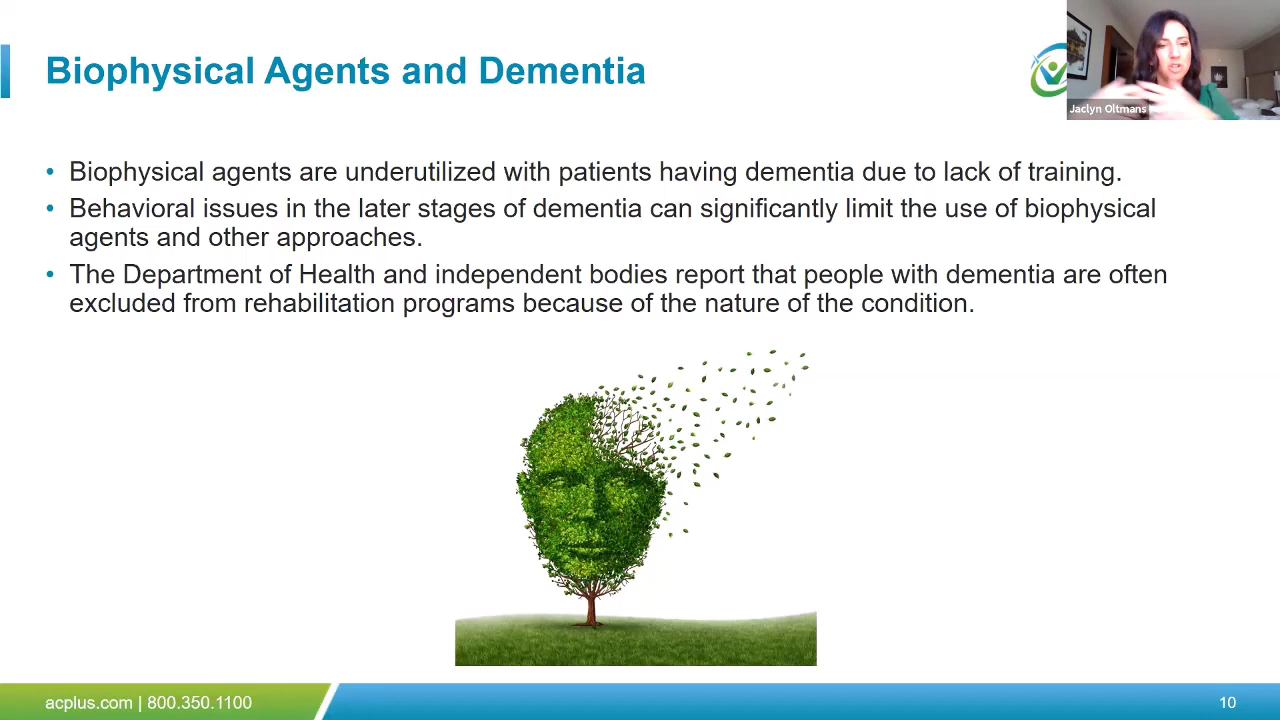 Biophysical Agents and Dementia
Jaclyn Oltmans
• Biophysical agents are underutilized with patients having dementia due to lack of training.
• Behavioral issues in the later stages of dementia can significantly limit the use of biophysical
agents and other approaches.
• The Department of Health and independent bodies report that people with dementia are often
excluded from rehabilitation programs because of the nature of the condition.
acplus.com | 800.350.1100
10